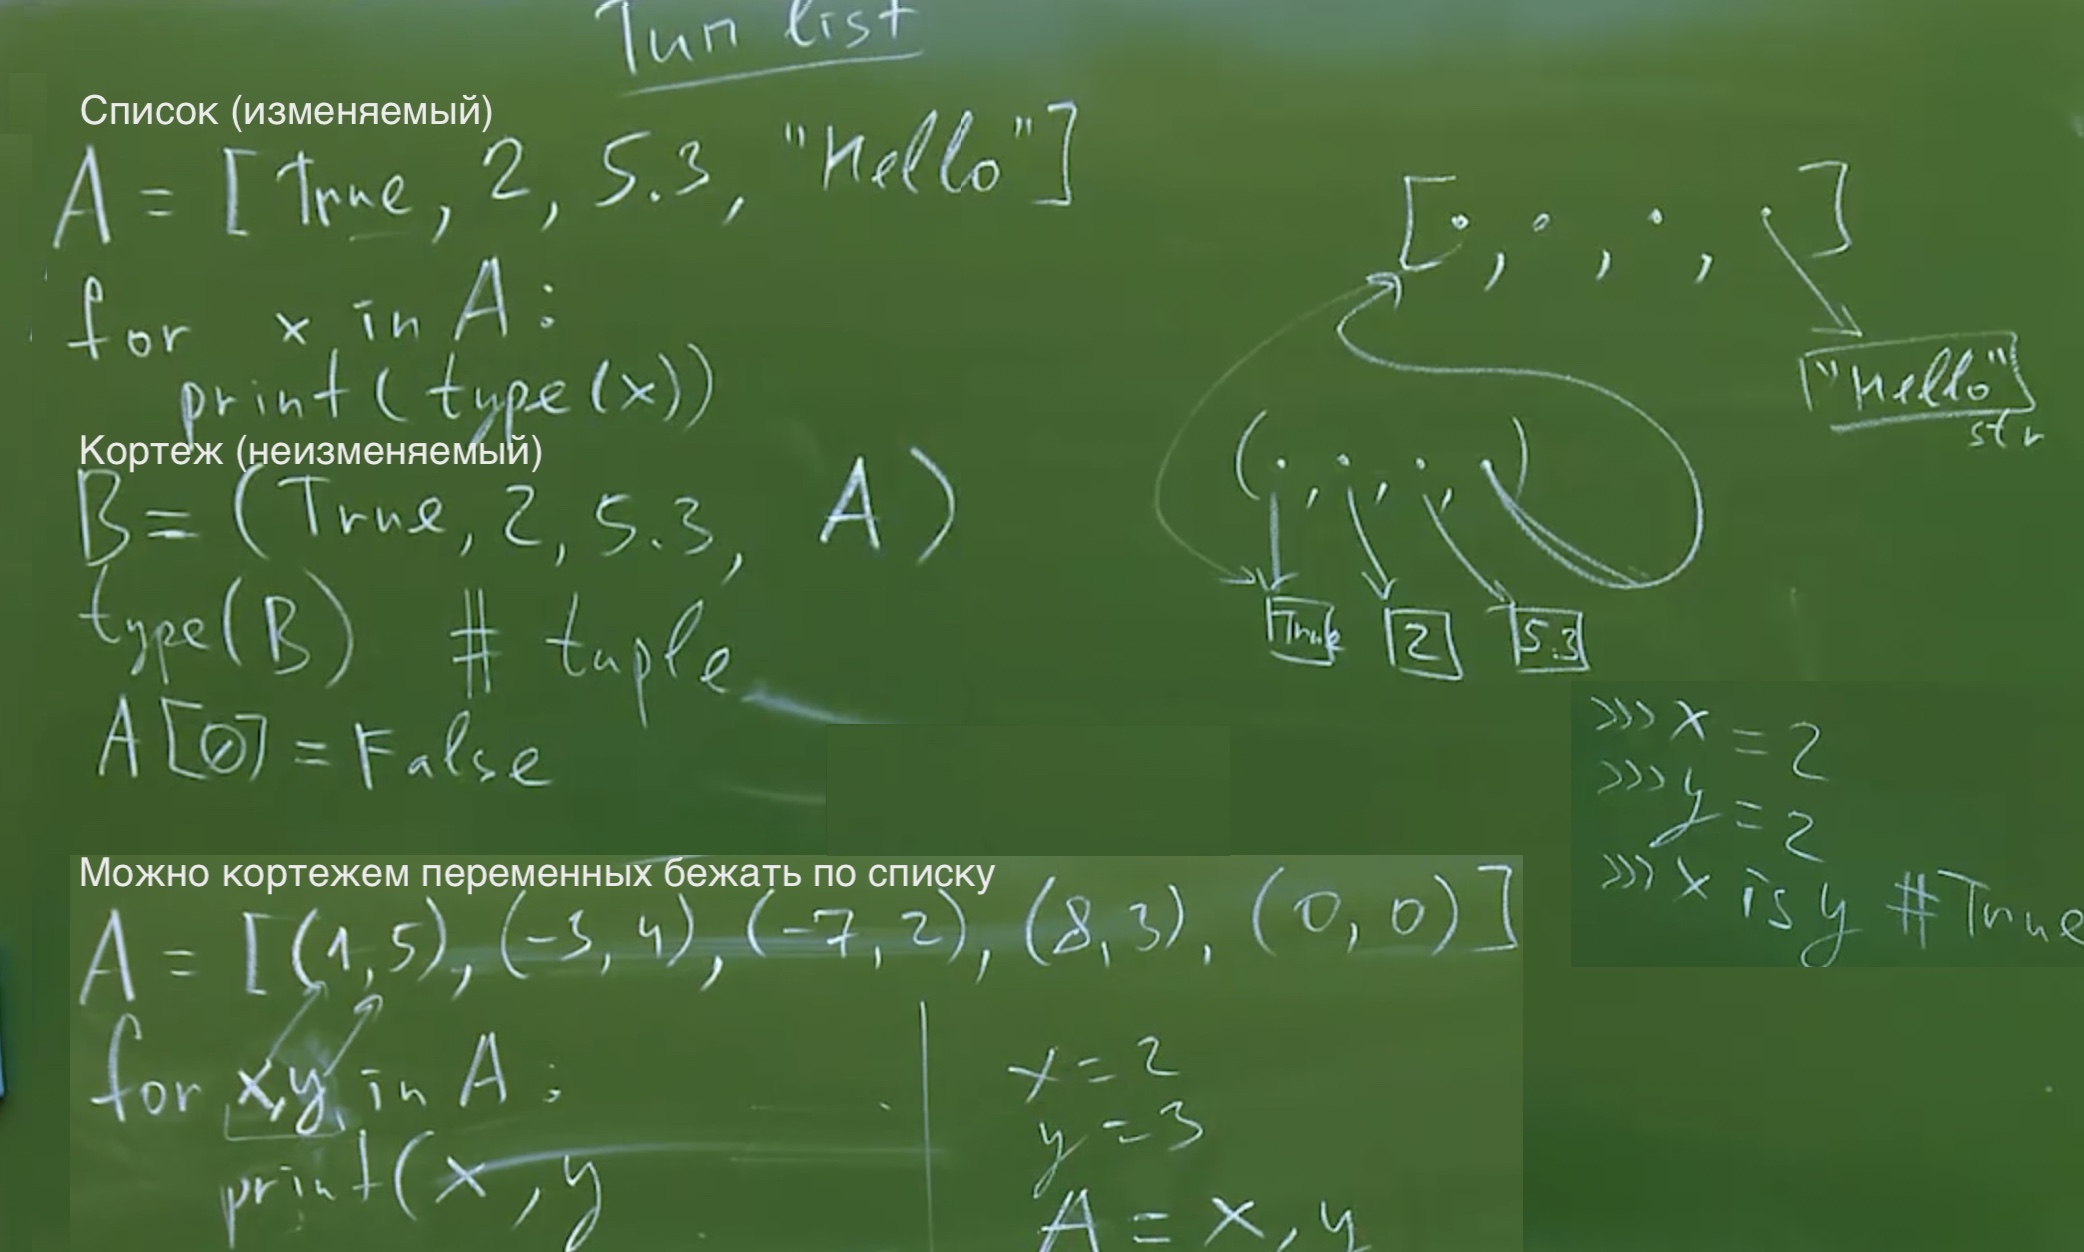 Тип list
Список (изменяемый)
A = [True, 2, 5.3, "Hello"]
for x in A:
print(type(x))
Кортеж (неизменяемый)
B = (True, 2, 5.3, A)
type(B) # tuple
A[0] = False
[., ., ., .]
"Hello"
str
(., ., ., .)
True 2 5.3
>>> x = 2
>>> y = 2
>>> x is y # True
Можно кортежем переменных бежать по списку
A = [(1,5), (-3,4), (-7,2), (8,3), (0,0)]
for x,y in A:
print(x,y
x = 2
y = 3
A = x,y